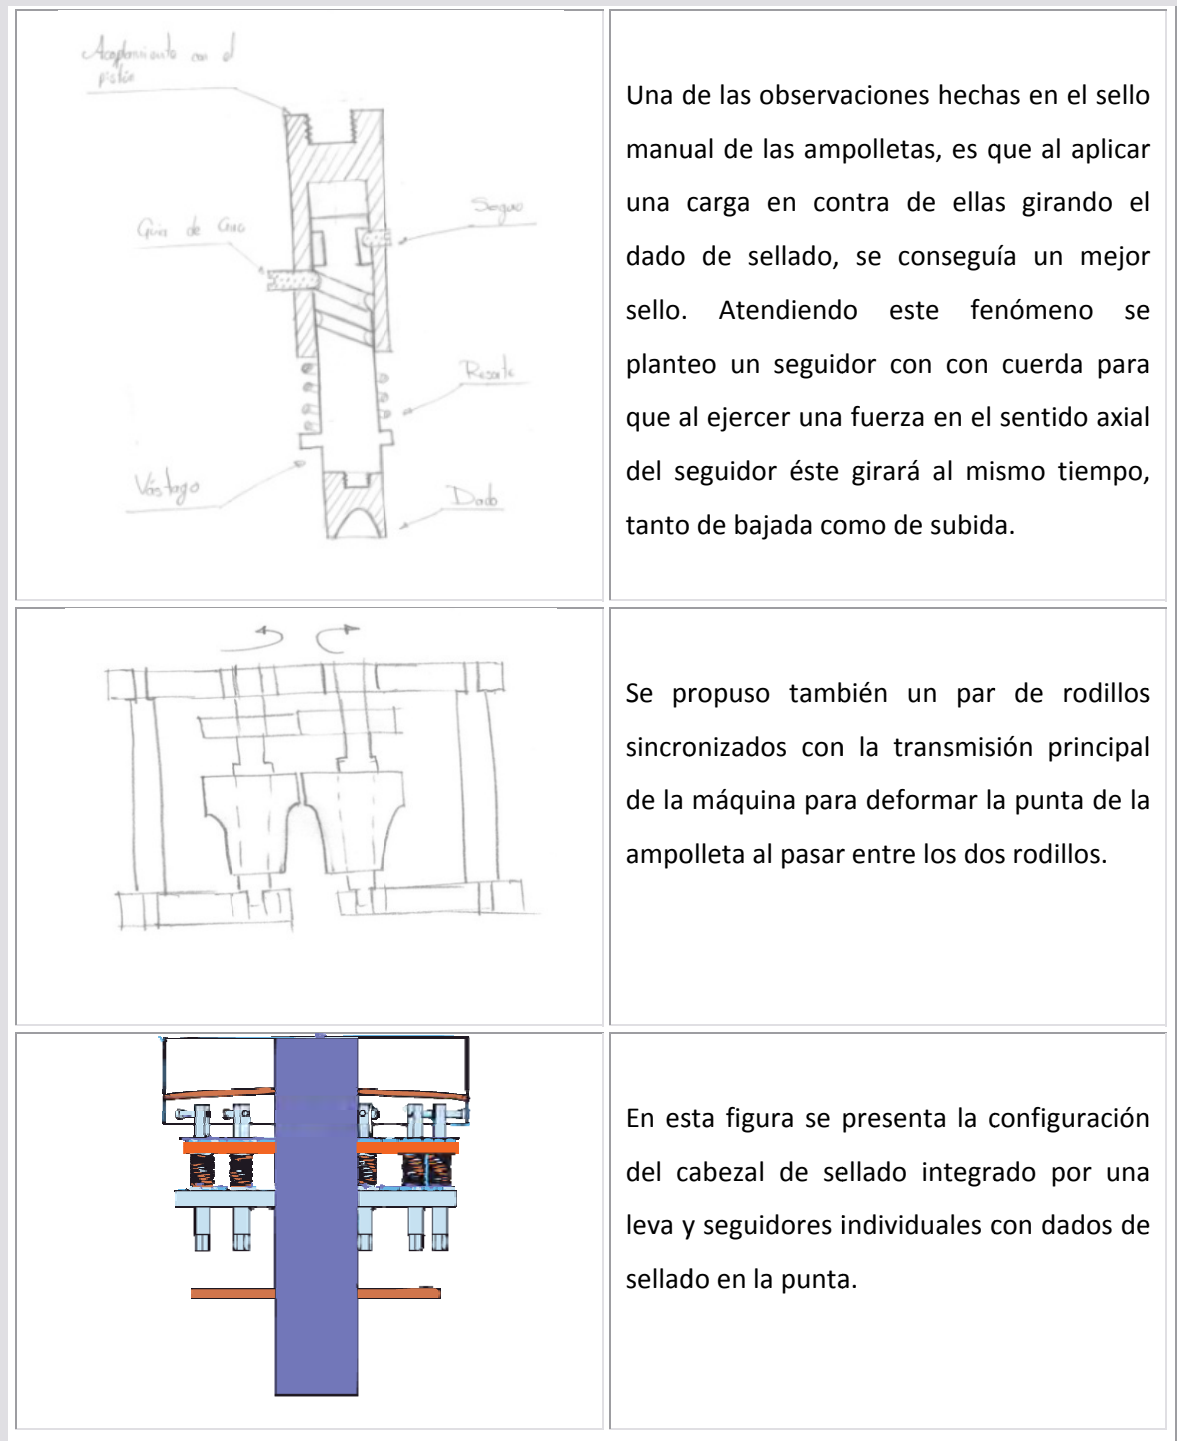 Acoplamiento con el
pistón
Guia de Giro
Seguro
Resorte
Vástago
Dado
Una de las observaciones hechas en el sello
manual de las ampolletas, es que al aplicar
una carga en contra de ellas girando el
dado de sellado, se conseguía un mejor
sello. Atendiendo este fenómeno se
planteo un seguidor con con cuerda para
que al ejercer una fuerza en el sentido axial
del seguidor éste girará al mismo tiempo,
tanto de bajada como de subida.
Se propuso también un par de rodillos
sincronizados con la transmisión principal
de la máquina para deformar la punta de la
ampolleta al pasar entre los dos rodillos.
En esta figura se presenta la configuración
del cabezal de sellado integrado por una
leva y seguidores individuales con dados de
sellado en la punta.